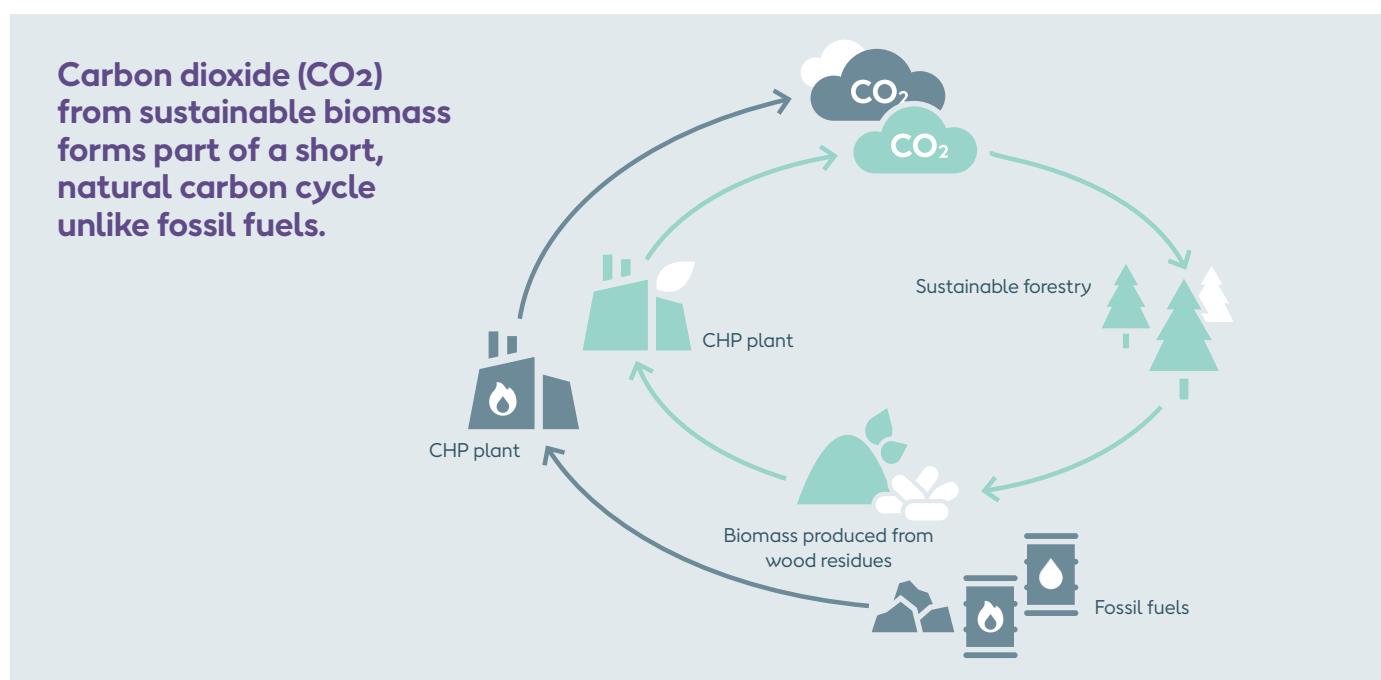 Carbon dioxide (CO2)
from sustainable biomass
forms part of a short,
natural carbon cycle
unlike fossil fuels.
CO₂
CO₂
Sustainable forestry
CHP plant
CHP plant
Biomass produced from
wood residues
Fossil fuels